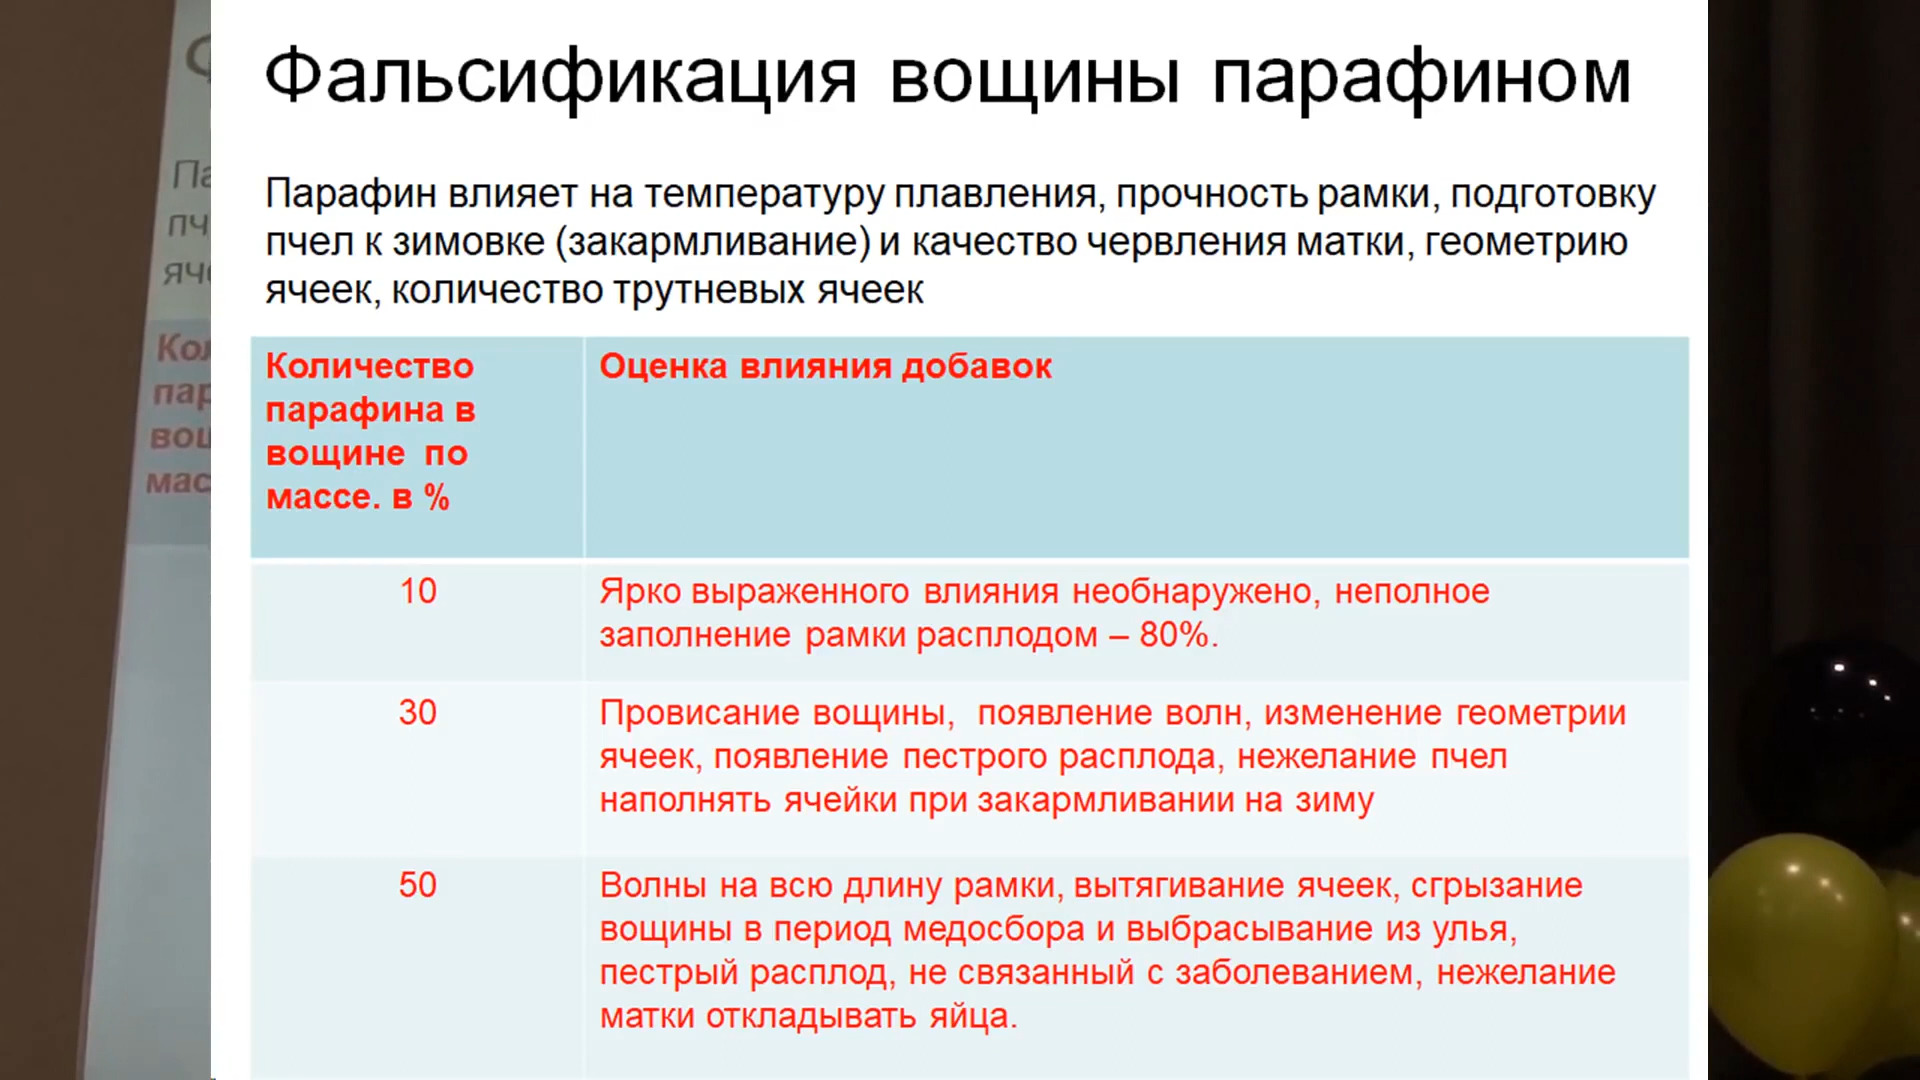 Фальсификация вощины парафином
Парафин влияет на температуру плавления, прочность рамки, подготовку
пчел к зимовке (закармливание) и качество червления матки, геометрию
ячеек, количество трутневых ячеек
Количество
парафина в
вощине по
массе. в %
Оценка влияния добавок
10
Ярко выраженного влияния необнаружено, неполное
заполнение рамки расплодом – 80%.
30
Провисание вощины, появление волн, изменение геометрии
ячеек, появление пестрого расплода, нежелание пчел
наполнять ячейки при закармливании на зиму
50
Волны на всю длину рамки, вытягивание ячеек, сгрызание
вощины в период медосбора и выбрасывание из улья,
пестрый расплод, не связанный с заболеванием, нежелание
матки откладывать яйца.